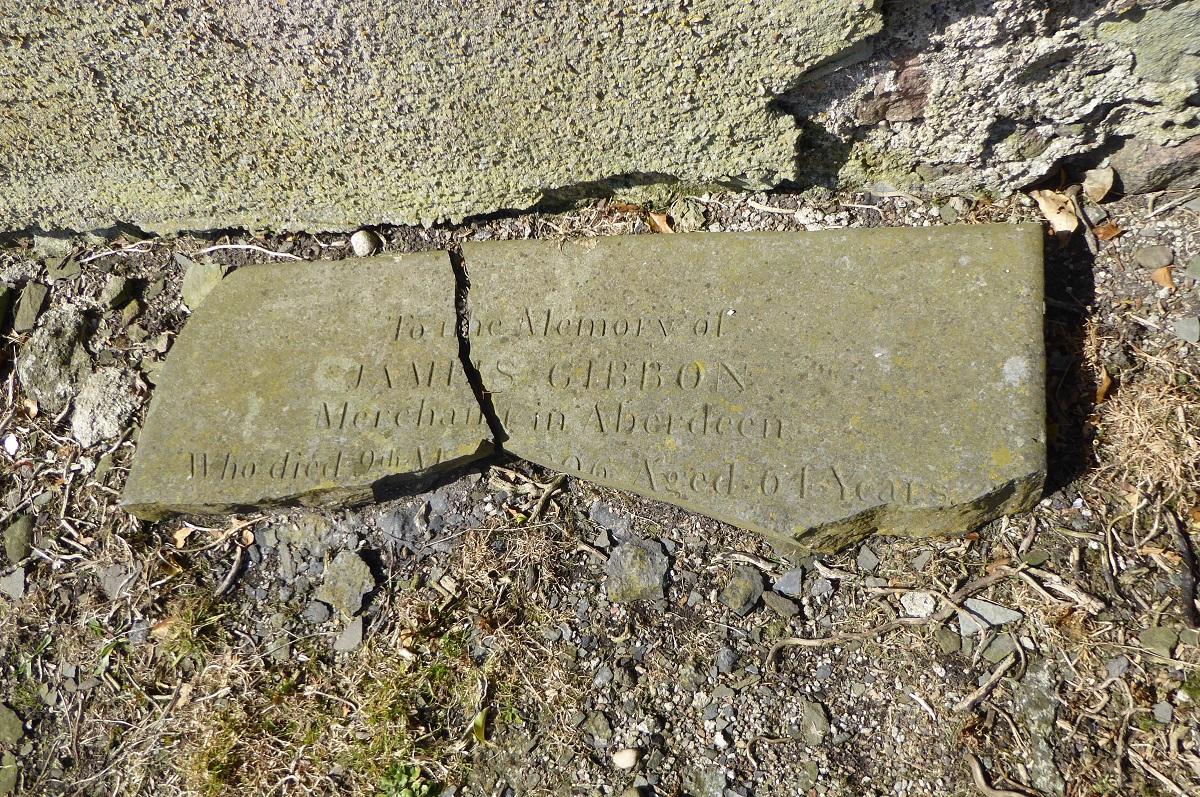 To the Memory of
JAMES GIBBON
Merchant in Aberdeen
Who died 9th Aged 64 Years